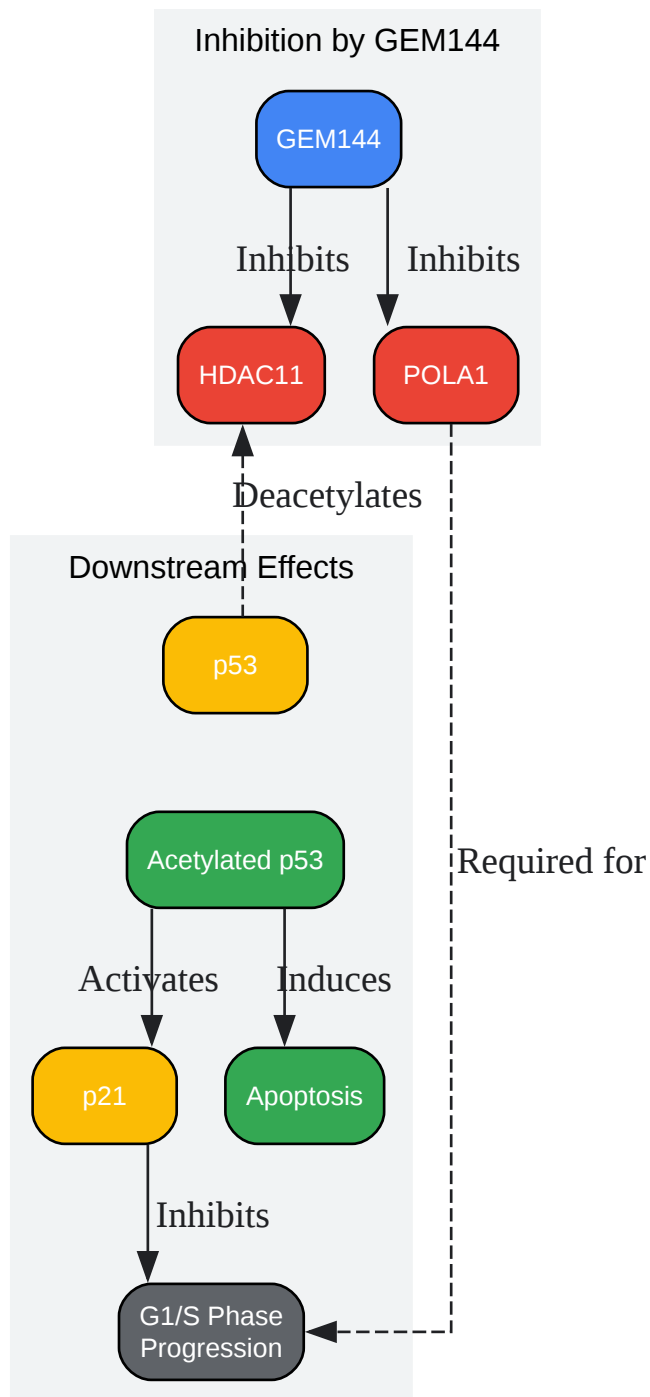 Inhibition by GEM144
GEM144
Inhibits Inhibits
HDAC11 POLA1
Deacetylates
Downstream Effects
p53
Acetylated p53
Required for
Activates Induces
p21 Apoptosis
Inhibits
G1/S Phase
Progression